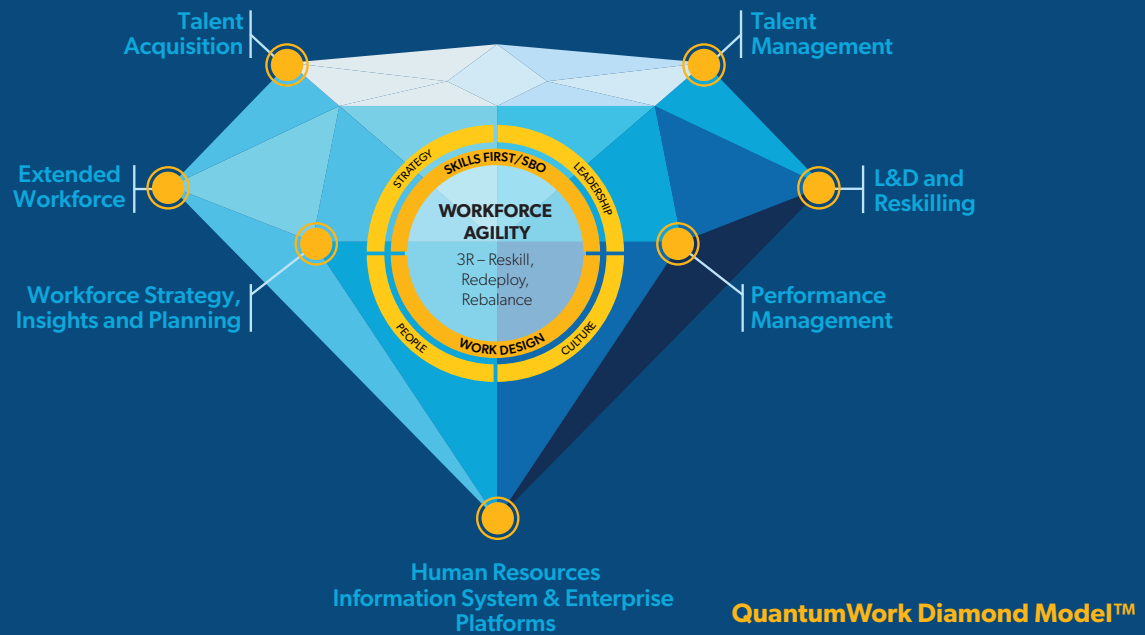 Talent
Acquisition
Talent
Management
Extended
Workforce
L&D and
Reskilling
STRATEGY
SKILLS FIRST/SBO
LEADERSHIP
WORKFORCE
AGILITY
3R – Reskill,
Redeploy,
Rebalance
Workforce Strategy,
Insights and Planning
Performance
Management
PEOPLE
WORK DESIGN
CULTURE
Human Resources
Information System & Enterprise
Platforms
QuantumWork Diamond Model™